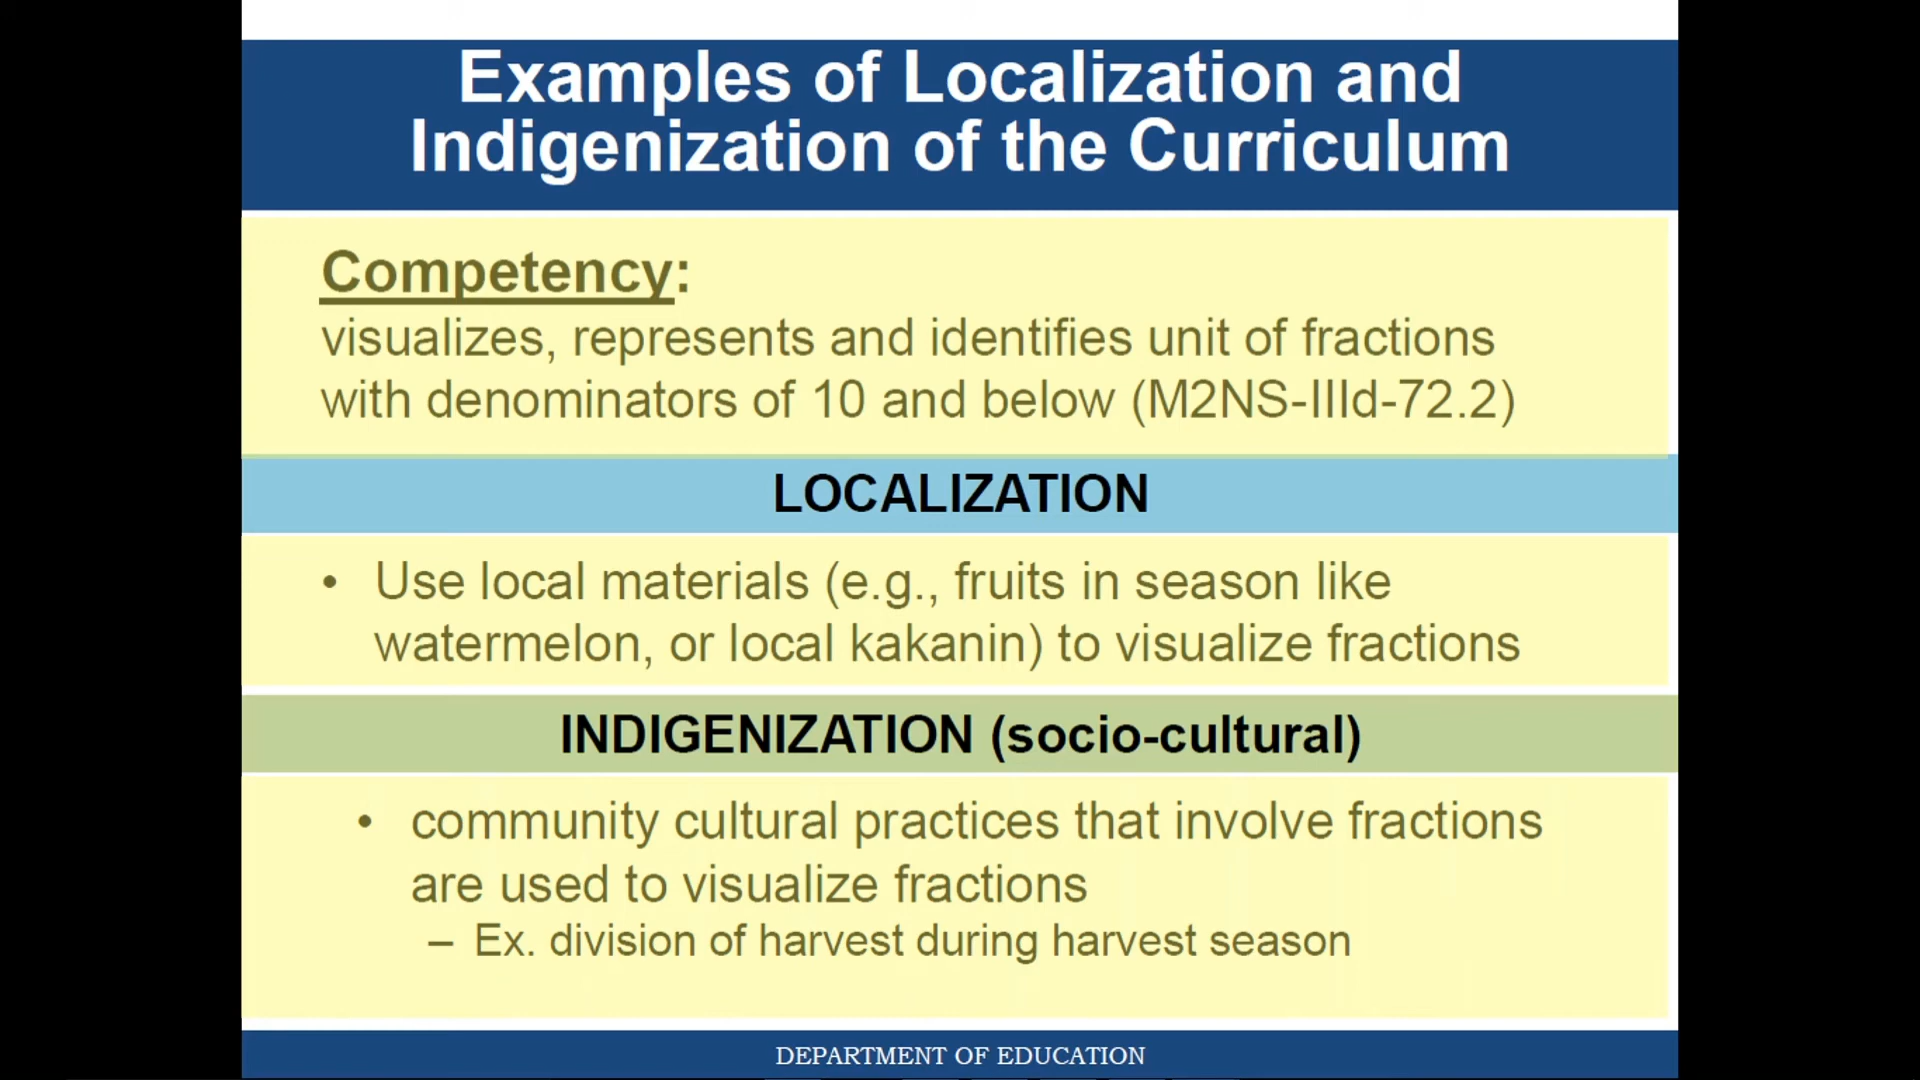 Examples of Localization and
Indigenization of the Curriculum
Competency:
visualizes, represents and identifies unit of fractions
with denominators of 10 and below (M2NS-IIId-72.2)
LOCALIZATION
• Use local materials (e.g., fruits in season like
watermelon, or local kakanin) to visualize fractions
INDIGENIZATION (socio-cultural)
• community cultural practices that involve fractions
are used to visualize fractions
– Ex. division of harvest during harvest season
DEPARTMENT OF EDUCATION